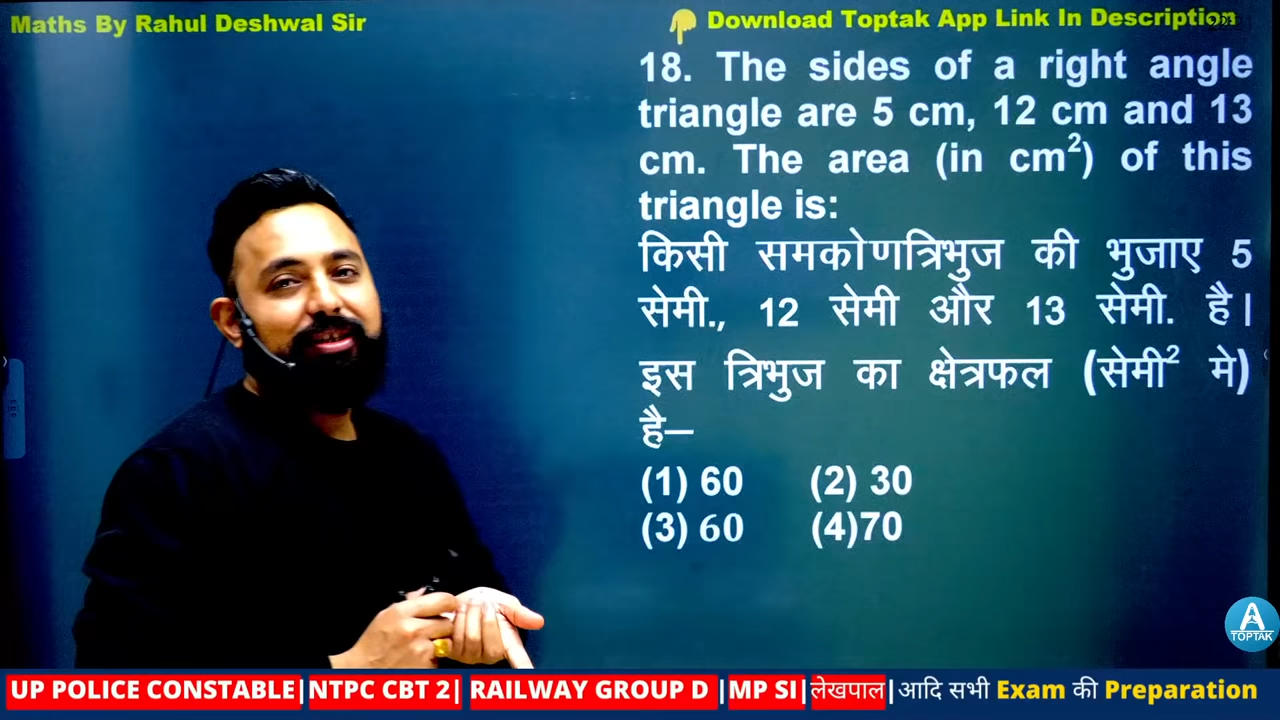 Maths By Rahul Deshwal Sir
Download Toptak App Link In Description
18. The sides of a right angle
triangle are 5 cm, 12 cm and 13
cm. The area (in cm²) of this
triangle is:
किसी समकोणत्रिभुज की भुजाए 5
सेमी., 12 सेमी और 13 सेमी. है|
इस त्रिभुज का क्षेत्रफल (सेमी² मे)
है–
(1) 60 (2) 30
(3) 60 (4)70
A
TOPTAK
UP POLICE CONSTABLE| NTPC CBT 2| RAILWAY GROUP D |MP SI|लेखपाल|आदि सभी Exam की Preparation